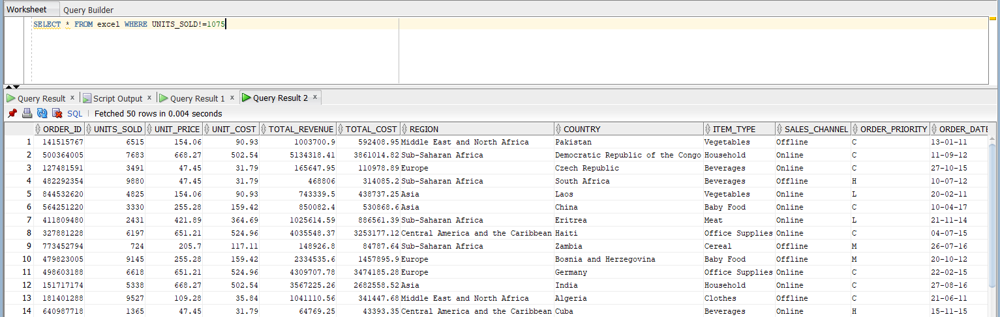 Worksheet Query Builder
SELECT * FROM excel WHERE UNITS_SOLD!=1075
Query Result x Script Output x Query Result 1 x Query Result 2 x
SQL Fetched 50 rows in 0.004 seconds
ORDER_ID UNITS_SOLD UNIT_PRICE UNIT_COST TOTAL_REVENUE TOTAL_COST REGION COUNTRY ITEM_TYPE SALES_CHANNEL ORDER_PRIORITY ORDER_DATE
1 141515767 6515 154.06 90.93 1003700.9 592408.95 Middle East and North Africa Pakistan Vegetables Offline C 13-01-11
2 500364005 7683 668.27 502.54 5134318.41 3861014.82 Sub-Saharan Africa Democratic Republic of the Congo Household Online C 11-09-12
3 127481591 3491 47.45 31.79 165647.95 110978.89 Europe Czech Republic Beverages Online C 27-10-15
4 482292354 9880 47.45 31.79 468806 314085.2 Sub-Saharan Africa South Africa Beverages Offline H 10-07-12
5 844532620 4825 154.06 90.93 743339.5 438737.25 Asia Laos Vegetables Online L 20-02-11
6 564251220 3330 255.28 159.42 850082.4 530868.6 Asia China Baby Food Online C 10-04-17
7 411809480 2431 421.89 364.69 1025614.59 886561.39 Sub-Saharan Africa Eritrea Meat Online L 21-11-14
8 327881228 6197 651.21 524.96 4035548.37 3253177.12 Central America and the Caribbean Haiti Office Supplies Online C 04-07-15
9 773452794 724 205.7 117.11 148926.8 84787.64 Sub-Saharan Africa Zambia Cereal Offline M 26-07-16
10 479823005 9145 255.28 159.42 2334535.6 1457895.9 Europe Bosnia and Herzegovina Baby Food Offline M 20-10-12
11 498603188 6618 651.21 524.96 4309707.78 3474185.28 Europe Germany Office Supplies Online C 22-02-15
12 151717174 5338 668.27 502.54 3567225.26 2682558.52 Asia India Household Online C 27-08-16
13 181401288 9527 109.28 35.84 1041110.56 341447.68 Middle East and North Africa Algeria Clothes Offline C 21-06-11
14 640987718 1365 47.45 31.79 64769.25 43393.35 Central America and the Caribbean Cuba Beverages Online H 15-11-15